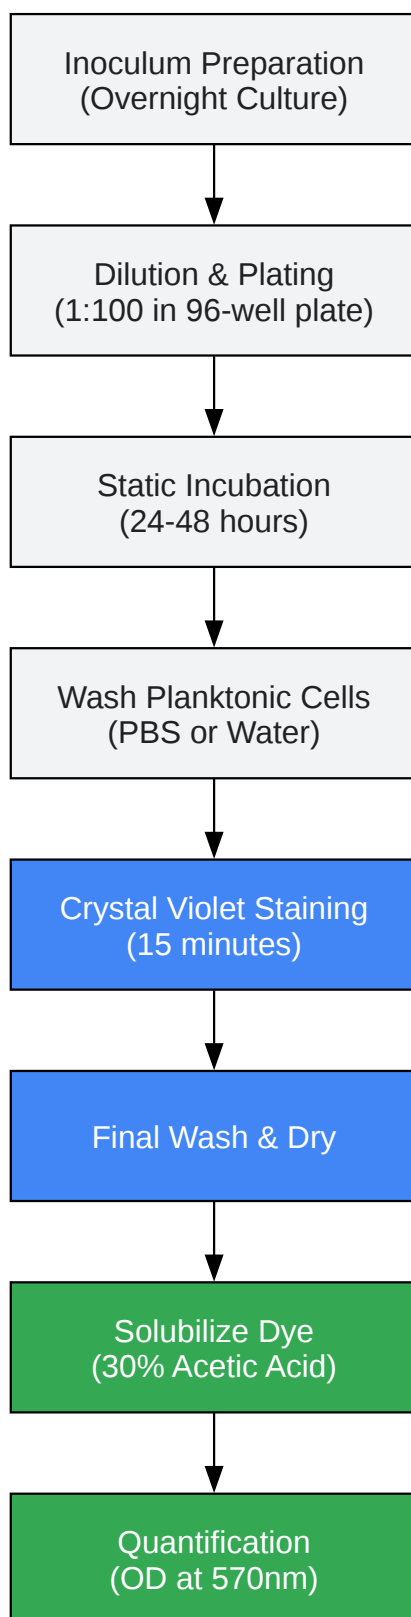 Inoculum Preparation
(Overnight Culture)
Dilution & Plating
(1:100 in 96-well plate)
Static Incubation
(24-48 hours)
Wash Planktonic Cells
(PBS or Water)
Crystal Violet Staining
(15 minutes)
Final Wash & Dry
Solubilize Dye
(30% Acetic Acid)
Quantification
(OD at 570nm)